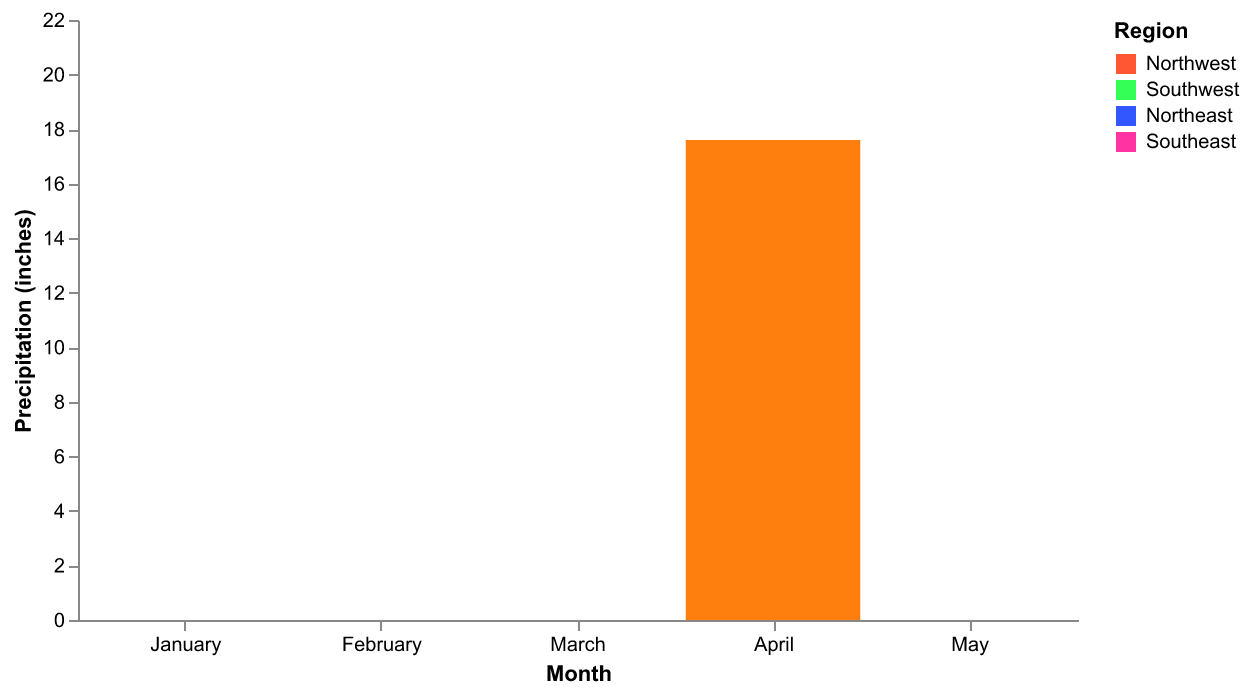 22
20
18
16
14
12
10
8
6
4
2
0
Precipitation (inches)
January February March April May
Month
Region
Northwest
Southwest
Northeast
Southeast